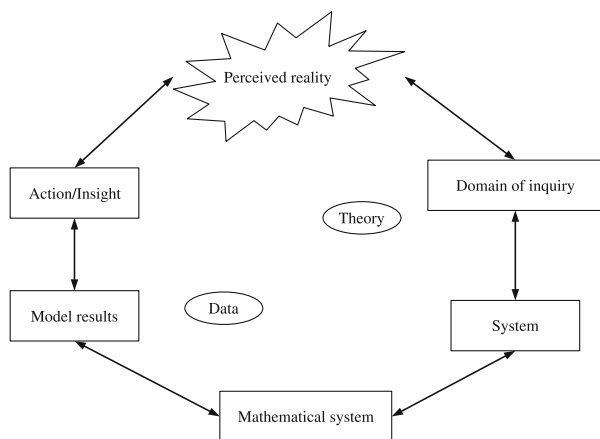 Perceived reality
Action/Insight
Domain of inquiry
Theory
Model results
Data
System
Mathematical system